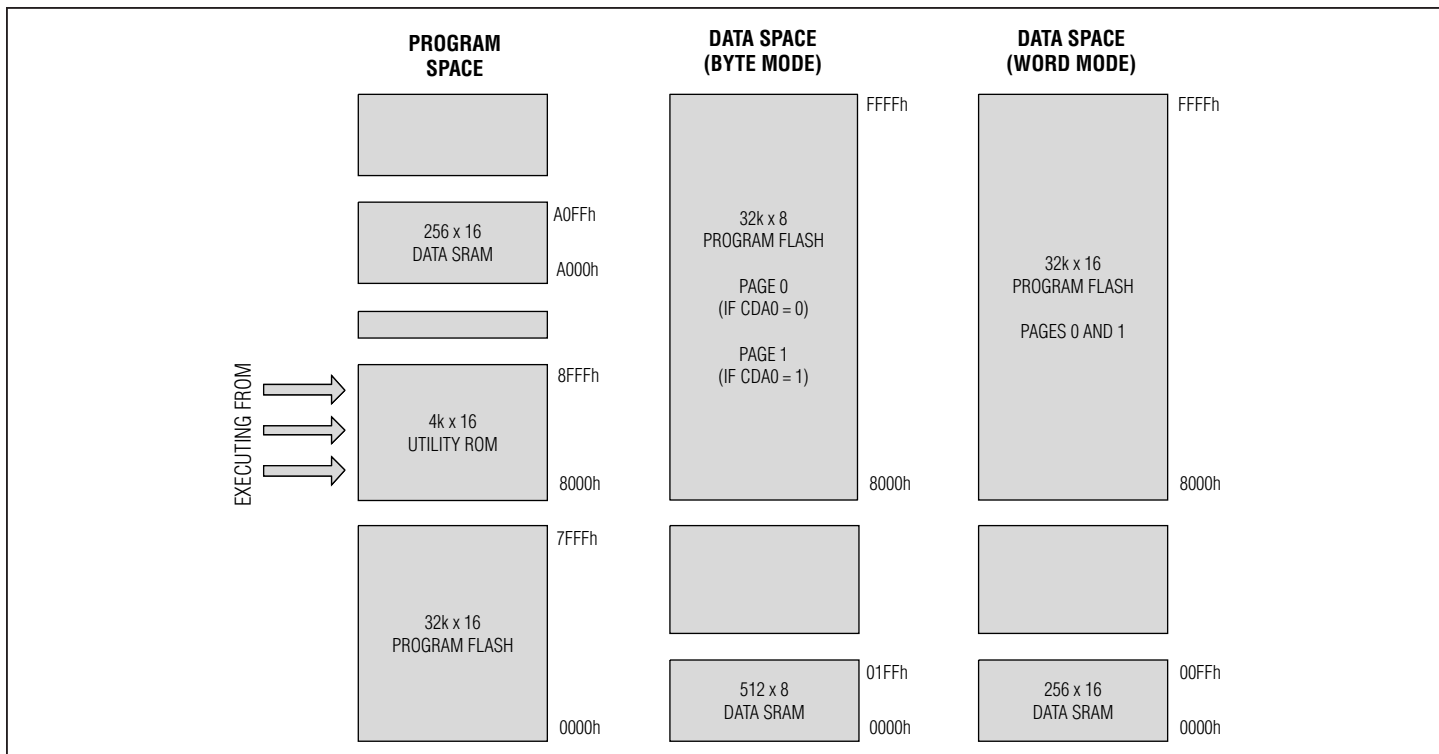 PROGRAM
SPACE
A0FFh
256 x 16
DATA SRAM
A000h
EXECUTING FROM
8FFFh
4k x 16
UTILITY ROM
8000h
7FFFh
32k x 16
PROGRAM FLASH
0000h
DATA SPACE
(BYTE MODE)
FFFFh
32k x 8
PROGRAM FLASH
PAGE 0
(IF CDA0 = 0)
PAGE 1
(IF CDA0 = 1)
8000h
01FFh
512 x 8
DATA SRAM
0000h
DATA SPACE
(WORD MODE)
FFFFh
32k x 16
PROGRAM FLASH
PAGES 0 AND 1
8000h
00FFh
256 x 16
DATA SRAM
0000h